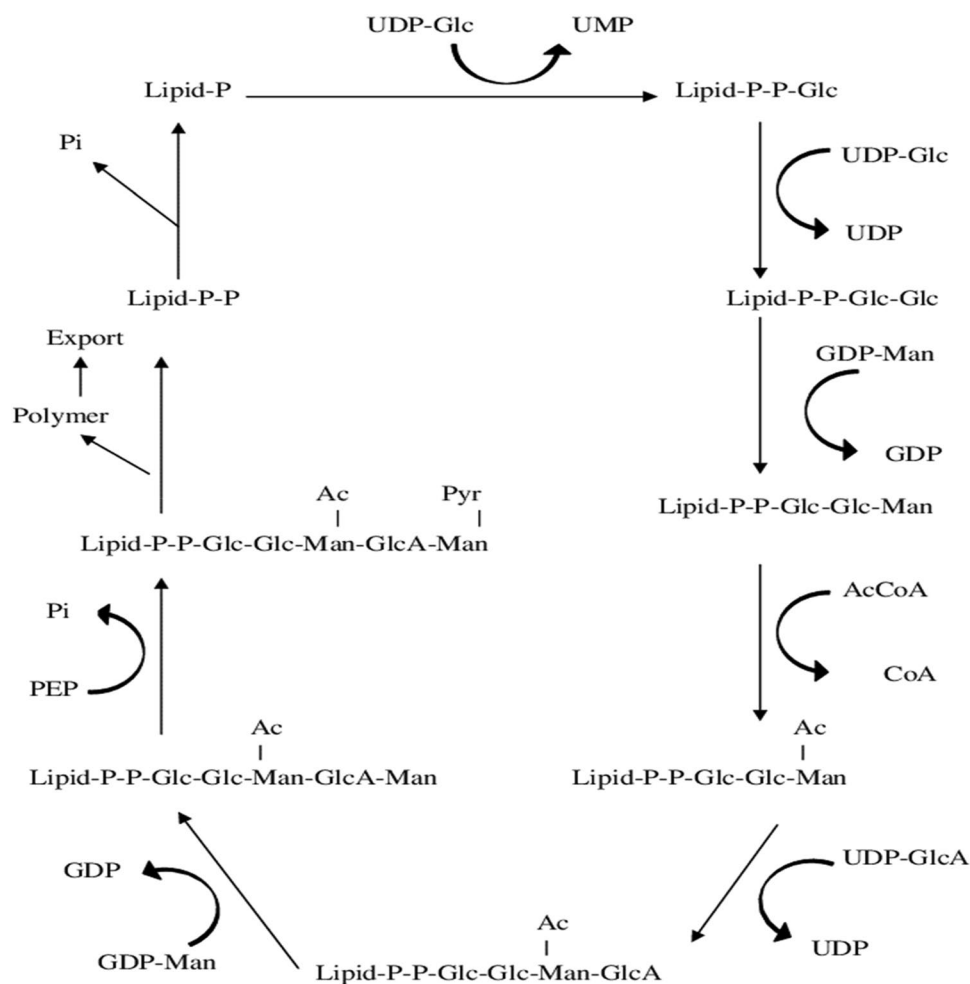 UDP-Glc UMP
Lipid-P Lipid-P-P-Glc
Pi UDP-Glc
UDP
Lipid-P-P Lipid-P-P-Glc-Glc
Export GDP-Man
Polymer
GDP
Ac Pyr Lipid-P-P-Glc-Glc-Man
Lipid-P-P-Glc-Glc-Man-GlcA-Man
Pi AcCoA
PEP CoA
Ac Ac
Lipid-P-P-Glc-Glc-Man-GlcA-Man Lipid-P-P-Glc-Glc-Man
GDP UDP-GlcA
Ac
GDP-Man UDP
Lipid-P-P-Glc-Glc-Man-GlcA